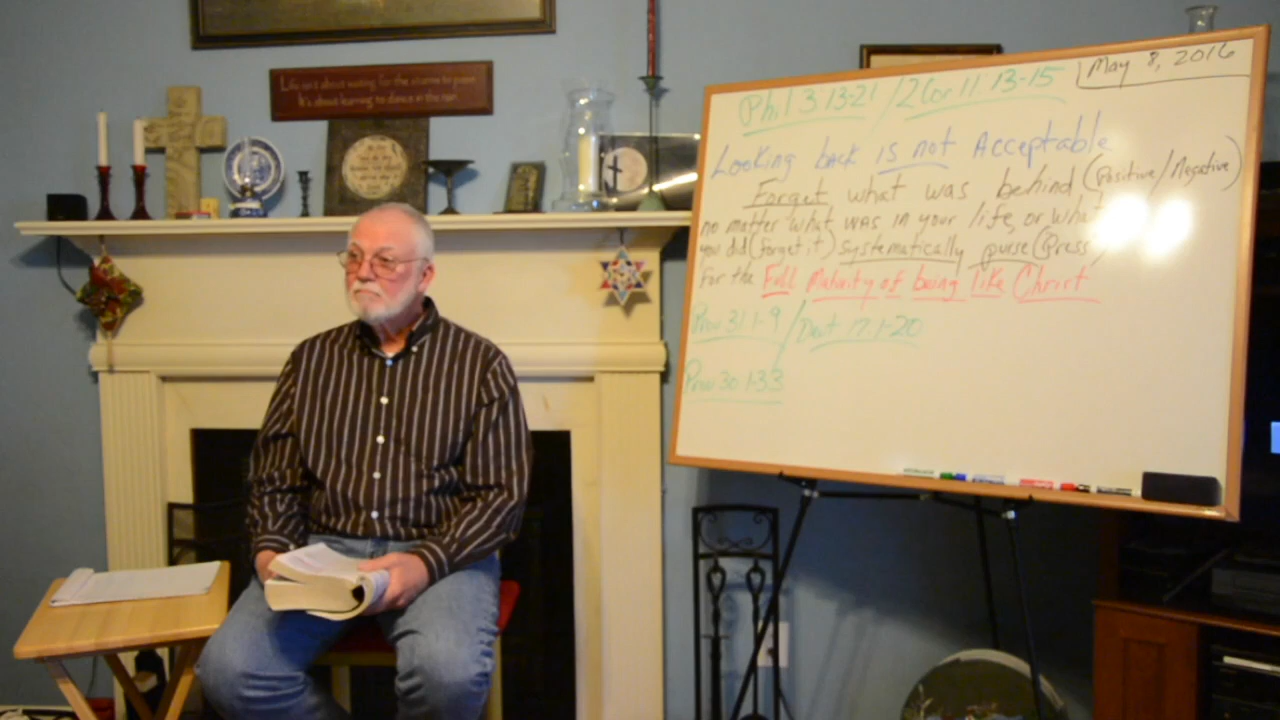 Life isn't about waiting for the storms to pass
It's about learning to dance in the rain.
May 8, 2016
Phil 3 13-21 / 2 Cor 11 13-15
Looking back is not Acceptable
Forget what was behind (Positive/Negative)
no matter what was in your life, or what
you did (forget it) systematically purse (Press)
For the Full Maturity of being like Christ
Prov 31.1-9 / Deut 17.1-20
Prov 30 1-33